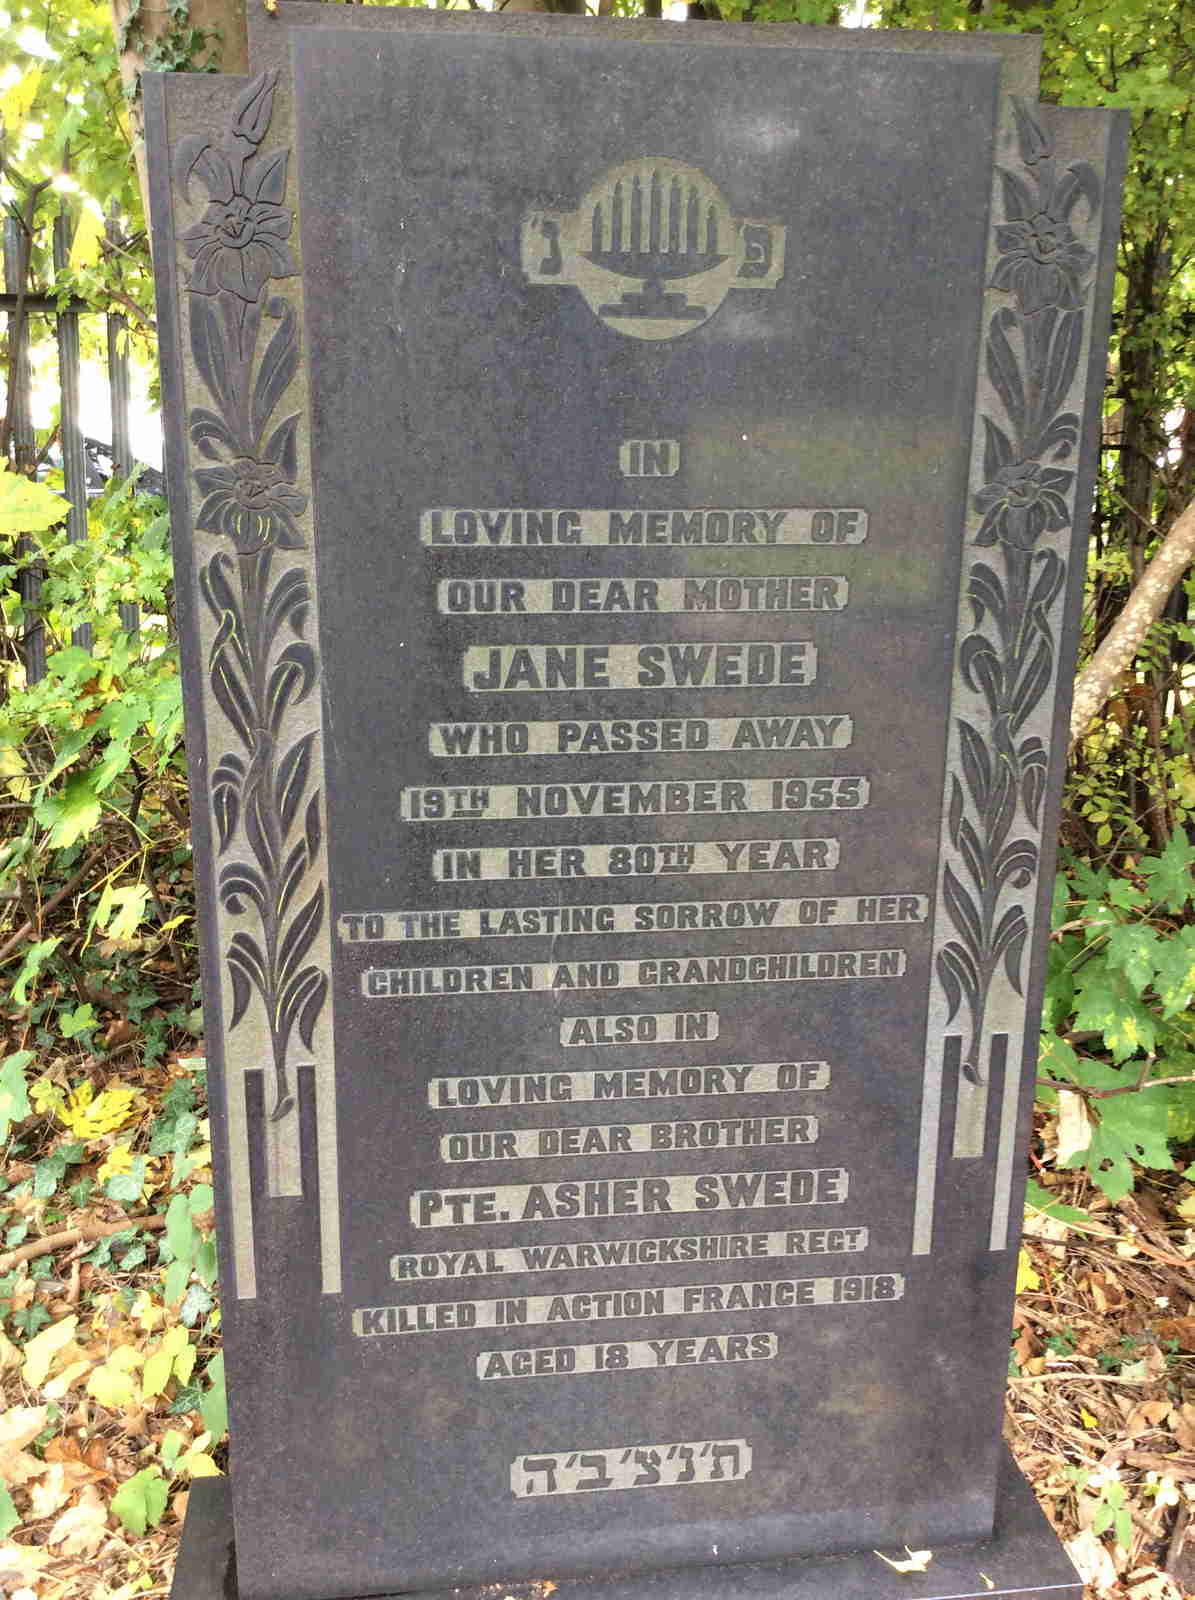 פ נ'
IN
LOVING MEMORY OF
OUR DEAR MOTHER
JANE SWEDE
WHO PASSED AWAY
19TH NOVEMBER 1955
IN HER 80TH YEAR
TO THE LASTING SORROW OF HER
CHILDREN AND GRANDCHILDREN
ALSO IN
LOVING MEMORY OF
OUR DEAR BROTHER
PTE. ASHER SWEDE
ROYAL WARWICKSHIRE REGT
KILLED IN ACTION FRANCE 1918
AGED 18 YEARS
ת'נ'צ'ב'ה